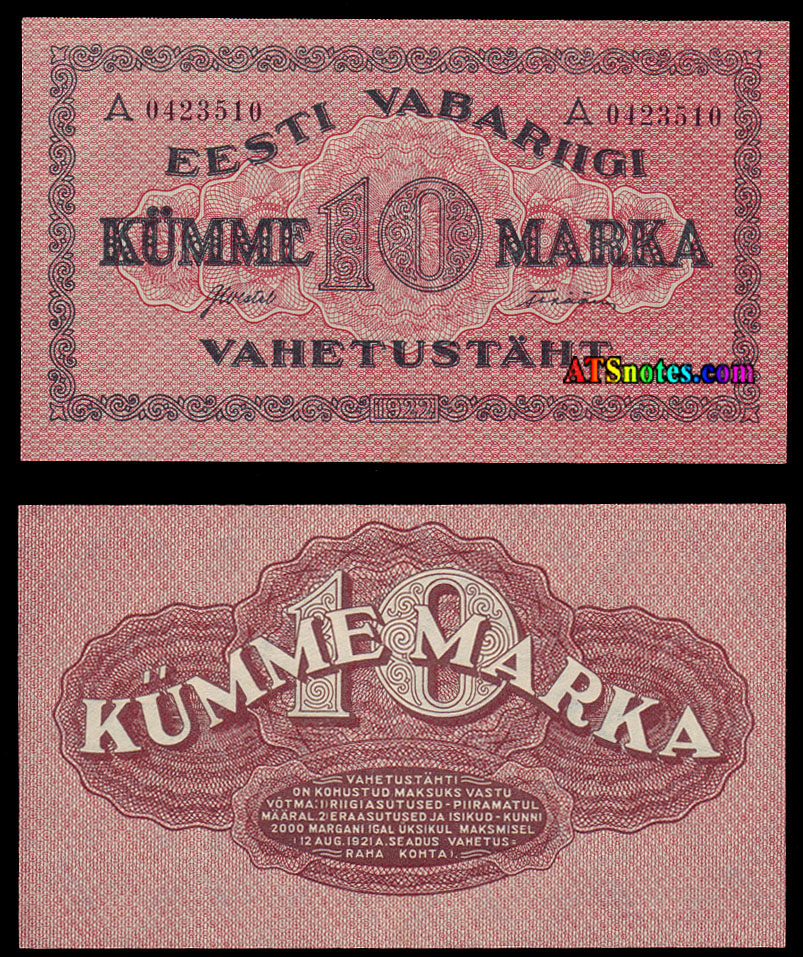 A 0423510 A 0423510
EESTI VABARIIGI
KÜMME 10 MARKA
VAHETUSTÄHT
ATSnotes.com
1922
10
KÜMME MARKA
VAHETUSTÄHTI
ON KOHUSTUD MAKSUKS VASTU
VÕTMA: 1) RIIGIASUTUSED - PIIRAMATUL
MÄÄRAL. 2) ERAASUTUSED JA ISIKUD - KUNNI
2000 MARGANI IGAL ÜKSIKUL MAKSMISEL
(12 AUG. 1921 A. SEADUS VAHETUS=
RAHA KOHTA).